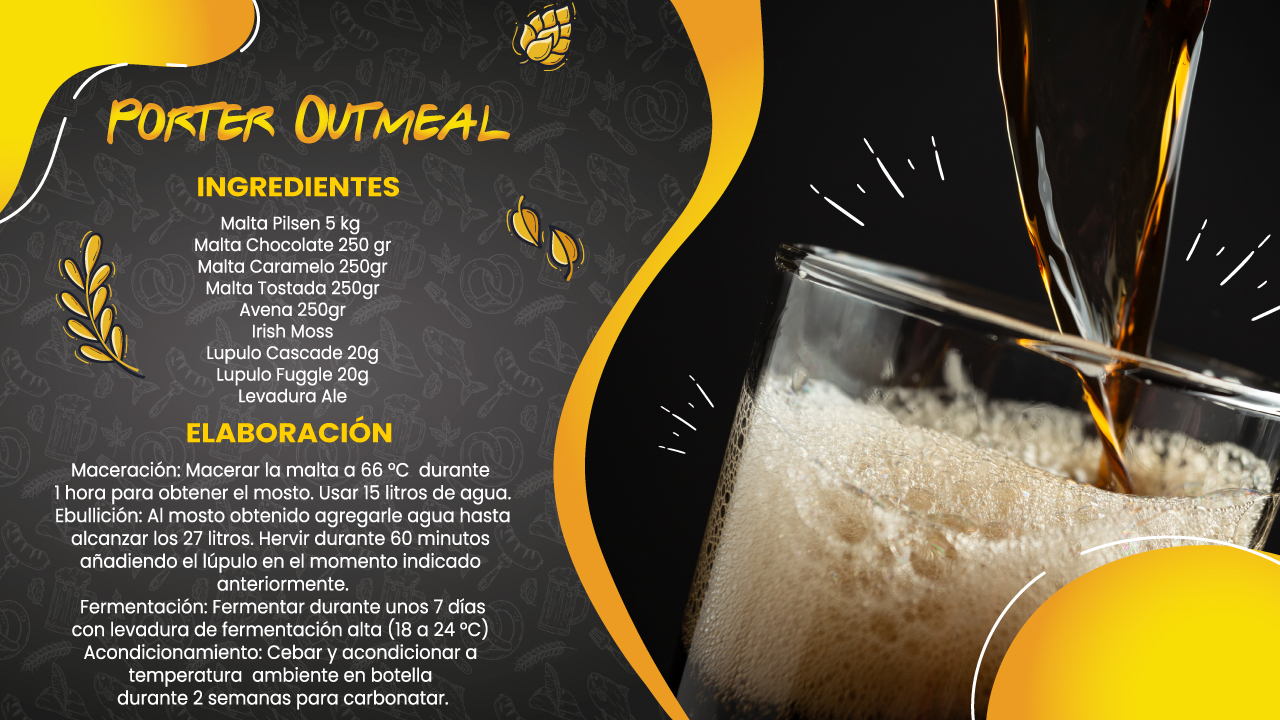 PORTER OUTMEAL
INGREDIENTES
Malta Pilsen 5 kg
Malta Chocolate 250 gr
Malta Caramelo 250gr
Malta Tostada 250gr
Avena 250gr
Irish Moss
Lupulo Cascade 20g
Lupulo Fuggle 20g
Levadura Ale
ELABORACIÓN
Maceración: Macerar la malta a 66 ºC durante
1 hora para obtener el mosto. Usar 15 litros de agua.
Ebullición: Al mosto obtenido agregarle agua hasta
alcanzar los 27 litros. Hervir durante 60 minutos
añadiendo el lúpulo en el momento indicado
anteriormente.
Fermentación: Fermentar durante unos 7 días
con levadura de fermentación alta (18 a 24 ºC)
Acondicionamiento: Cebar y acondicionar a
temperatura ambiente en botella
durante 2 semanas para carbonatar.